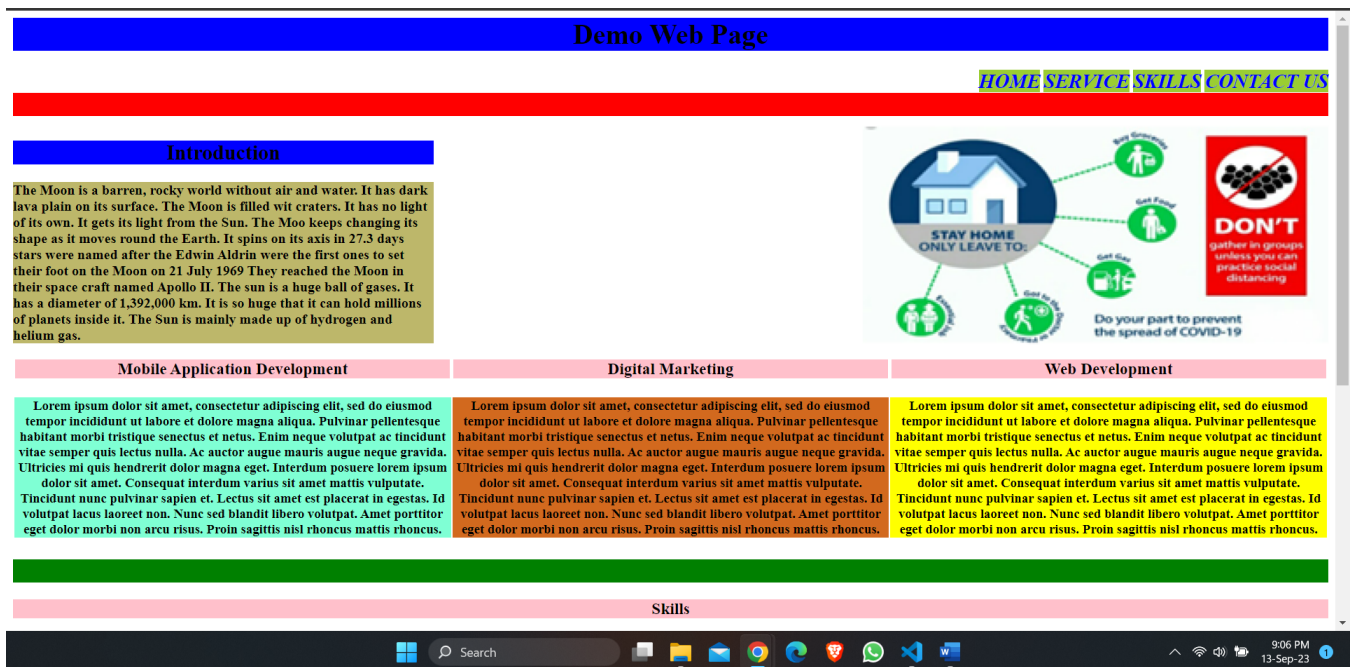 Demo Web Page
HOME SERVICE SKILLS CONTACT US
Introduction
The Moon is a barren, rocky world without air and water. It has dark
lava plain on its surface. The Moon is filled wit craters. It has no light
of its own. It gets its light from the Sun. The Moo keeps changing its
shape as it moves round the Earth. It spins on its axis in 27.3 days
stars were named after the Edwin Aldrin were the first ones to set
their foot on the Moon on 21 July 1969 They reached the Moon in
their space craft named Apollo II. The sun is a huge ball of gases. It
has a diameter of 1,392,000 km. It is so huge that it can hold millions
of planets inside it. The Sun is mainly made up of hydrogen and
helium gas.
STAY HOME
ONLY LEAVE TO:
Buy Groceries
Get Food
Get Gas
Essential Job
DON'T
gather in groups
unless you can
practice social
distancing
Do your part to prevent
the spread of COVID-19
Mobile Application Development
Lorem ipsum dolor sit amet, consectetur adipiscing elit, sed do eiusmod
tempor incididunt ut labore et dolore magna aliqua. Pulvinar pellentesque
habitant morbi tristique senectus et netus. Enim neque volutpat ac tincidunt
vitae semper quis lectus nulla. Ac auctor augue mauris augue neque gravida.
Ultricies mi quis hendrerit dolor magna eget. Interdum posuere lorem ipsum
dolor sit amet. Consequat interdum varius sit amet mattis vulputate.
Tincidunt nunc pulvinar sapien et. Lectus sit amet est placerat in egestas. Id
volutpat lacus laoreet non. Nunc sed blandit libero volutpat. Amet porttitor
eget dolor morbi non arcu risus. Proin sagittis nisl rhoncus mattis rhoncus.
Digital Marketing
Lorem ipsum dolor sit amet, consectetur adipiscing elit, sed do eiusmod
tempor incididunt ut labore et dolore magna aliqua. Pulvinar pellentesque
habitant morbi tristique senectus et netus. Enim neque volutpat ac tincidunt
vitae semper quis lectus nulla. Ac auctor augue mauris augue neque gravida.
Ultricies mi quis hendrerit dolor magna eget. Interdum posuere lorem ipsum
dolor sit amet. Consequat interdum varius sit amet mattis vulputate.
Tincidunt nunc pulvinar sapien et. Lectus sit amet est placerat in egestas. Id
volutpat lacus laoreet non. Nunc sed blandit libero volutpat. Amet porttitor
eget dolor morbi non arcu risus. Proin sagittis nisl rhoncus mattis rhoncus.
Web Development
Lorem ipsum dolor sit amet, consectetur adipiscing elit, sed do eiusmod
tempor incididunt ut labore et dolore magna aliqua. Pulvinar pellentesque
habitant morbi tristique senectus et netus. Enim neque volutpat ac tincidunt
vitae semper quis lectus nulla. Ac auctor augue mauris augue neque gravida.
Ultricies mi quis hendrerit dolor magna eget. Interdum posuere lorem ipsum
dolor sit amet. Consequat interdum varius sit amet mattis vulputate.
Tincidunt nunc pulvinar sapien et. Lectus sit amet est placerat in egestas. Id
volutpat lacus laoreet non. Nunc sed blandit libero volutpat. Amet porttitor
eget dolor morbi non arcu risus. Proin sagittis nisl rhoncus mattis rhoncus.
Skills
Search
9:06 PM
13-Sep-23
1